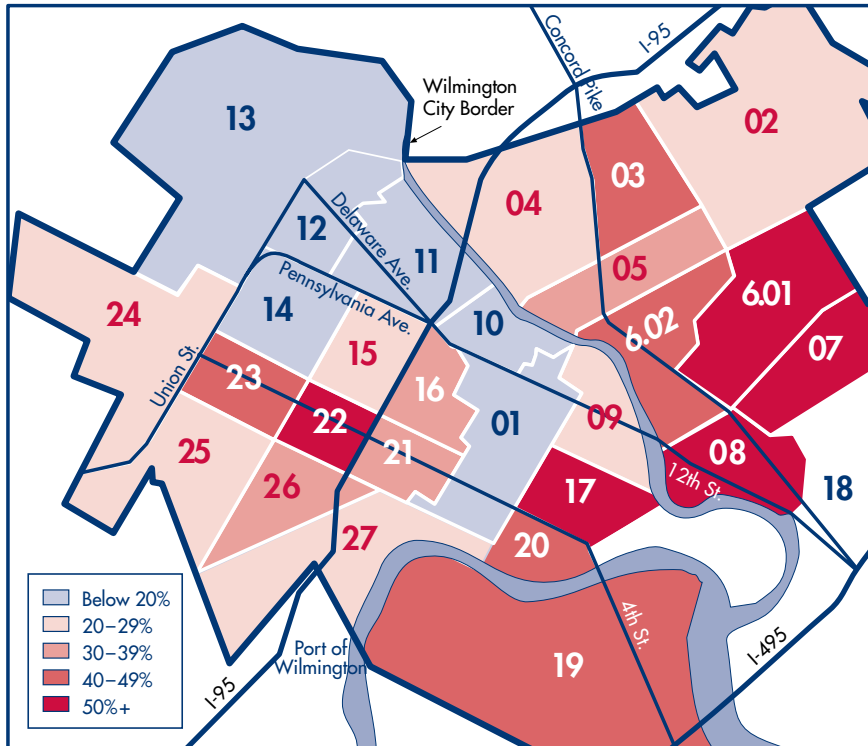 Concord Pike
I-95
Wilmington
City Border
13
02
03
04
12
Delaware Ave.
11
05
6.01
Pennsylvania Ave.
10
24
14
6.02
07
15
Union St.
23
16
22
01
09
21
08
25
12th St.
26
17
18
27
20
4th St.
Below 20%
20–29%
30–39%
40–49%
50%+
Port of
Wilmington
19
I-495
I-95